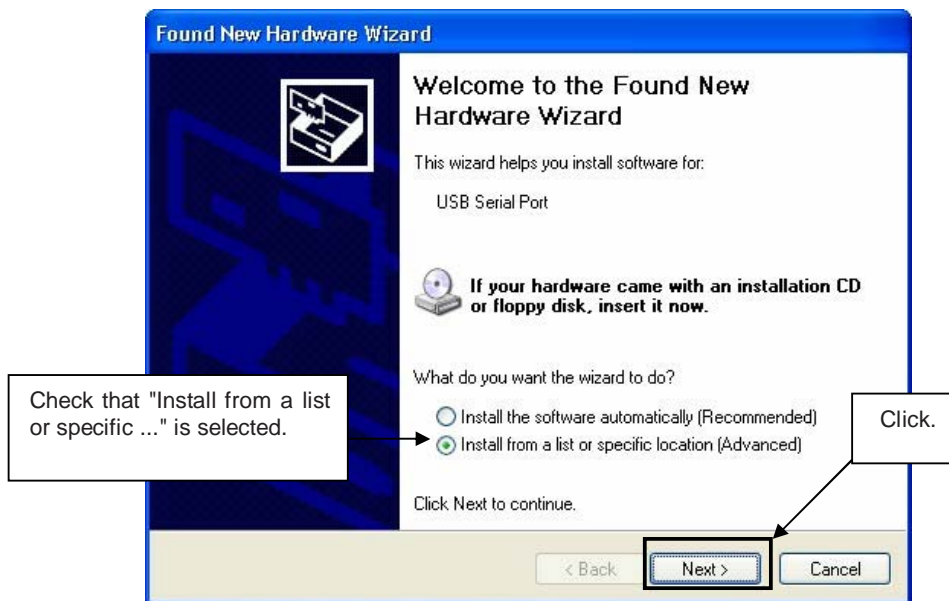 Found New Hardware Wizard
Welcome to the Found New
Hardware Wizard
This wizard helps you install software for:
USB Serial Port
If your hardware came with an installation CD
or floppy disk, insert it now.
What do you want the wizard to do?
Check that "Install from a list
or specific ..." is selected.
Install the software automatically (Recommended)
Install from a list or specific location (Advanced)
Click.
Click Next to continue.
< Back
Next >
Cancel